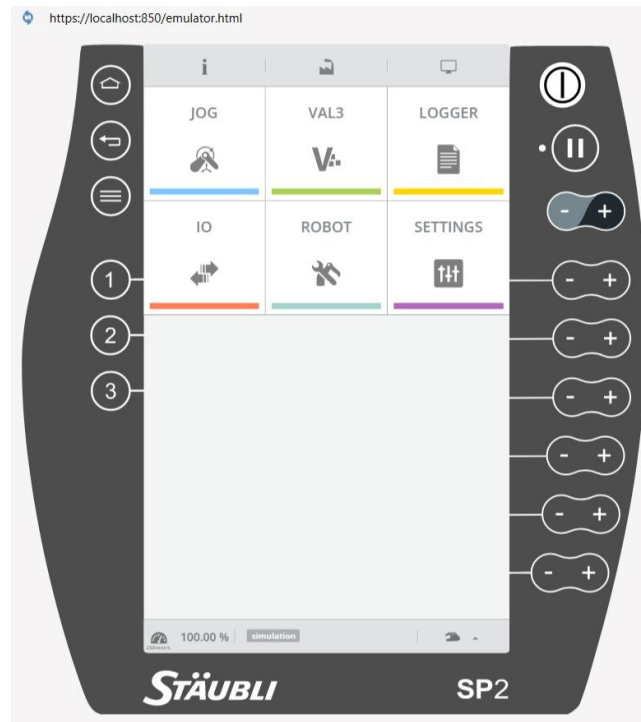 https://localhost:850/emulator.html
i
JOG VAL3 LOGGER
IO ROBOT SETTINGS
- +
1 - +
2 - +
3 - +
- +
- +
- +
100.00 % simulation
250mm/s
STÄUBLI SP2